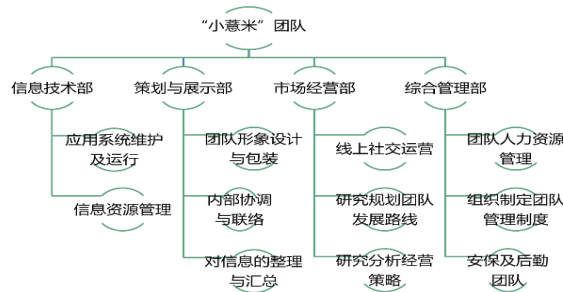 “小薏米”团队
信息技术部
策划与展示部
市场经营部
综合管理部
应用系统维护
及运行
信息资源管理
团队形象设计
与包装
内部协调
与联络
对信息的整理
与汇总
线上社交运营
研究规划团队
发展路线
研究分析经营
策略
团队人力资源
管理
组织制定团队
管理制度
安保及后勤
团队